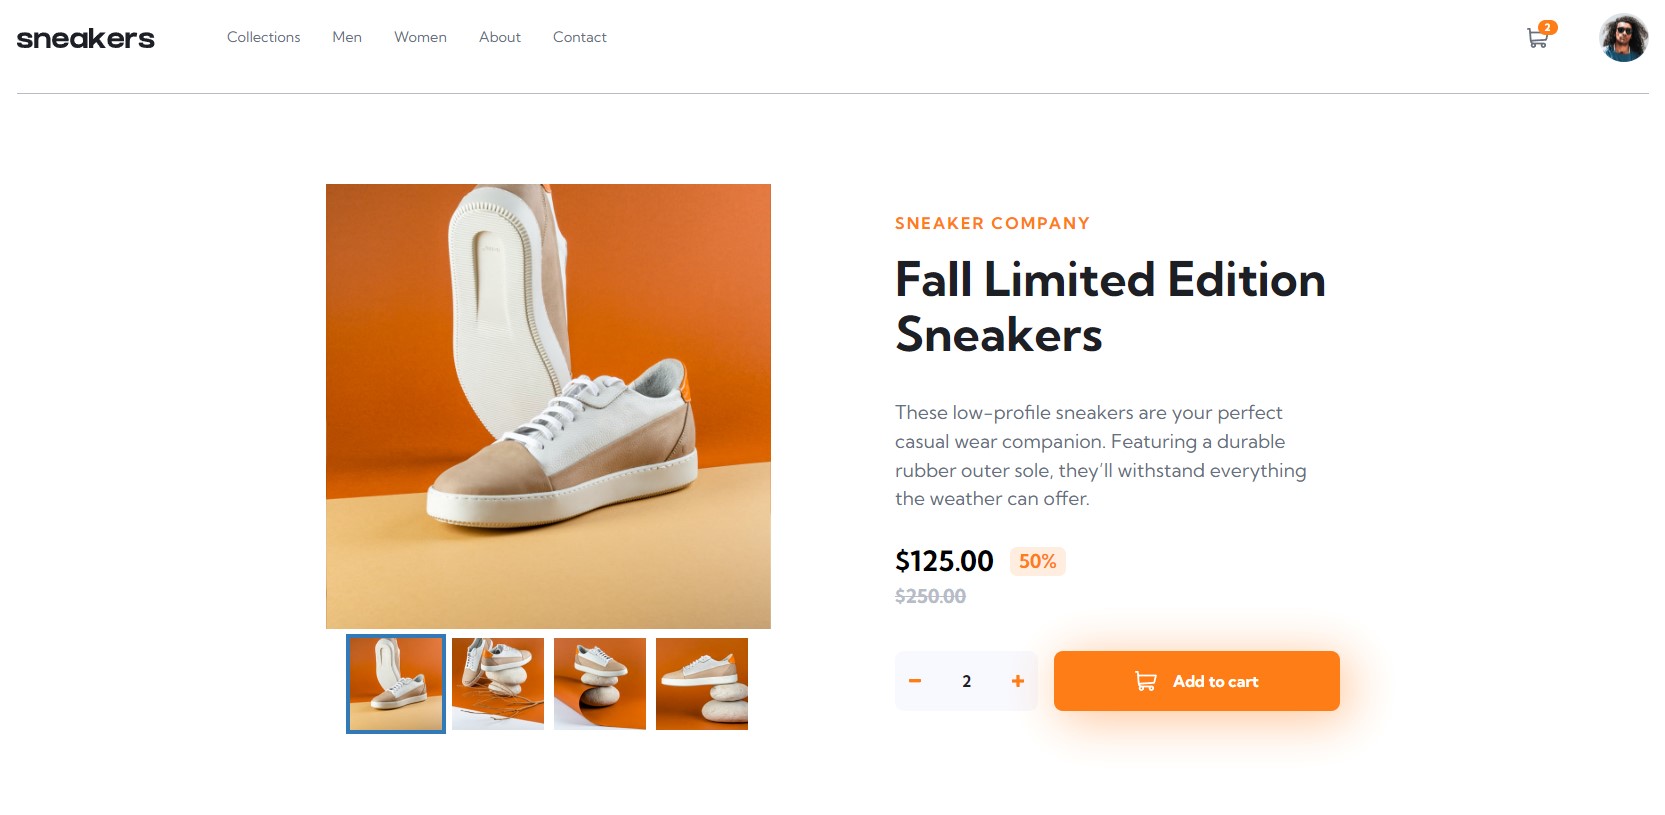 sneakers
Collections
Men
Women
About
Contact
2
SNEAKER COMPANY
Fall Limited Edition
Sneakers
These low-profile sneakers are your perfect
casual wear companion. Featuring a durable
rubber outer sole, they’ll withstand everything
the weather can offer.
$125.00 50%
$250.00
2
Add to cart